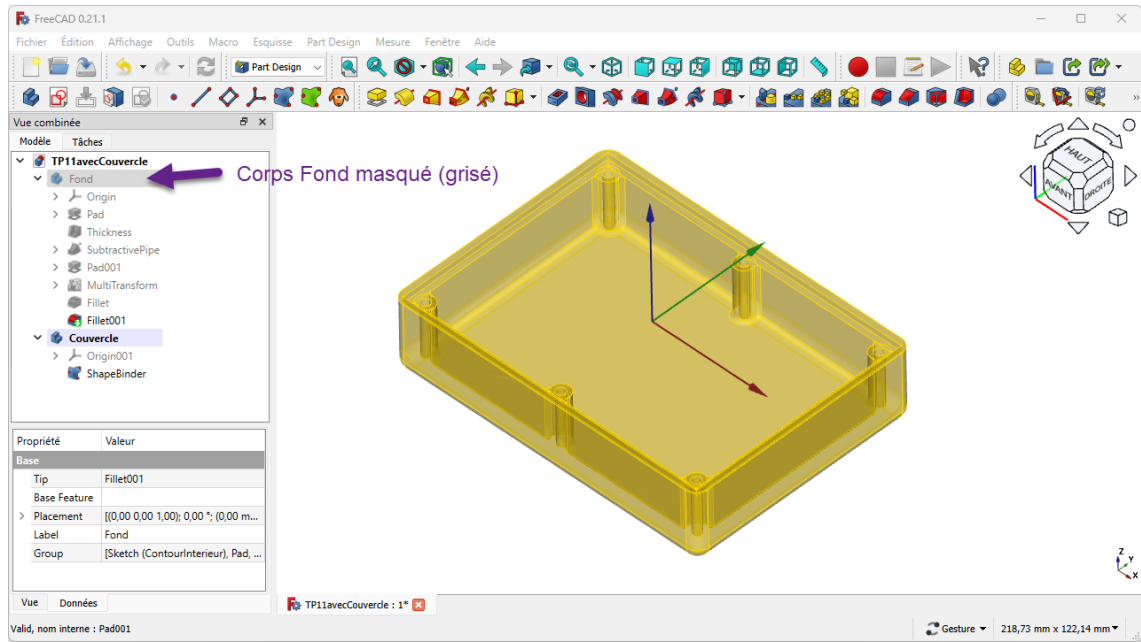 FreeCAD 0.21.1
Fichier Édition Affichage Outils Macro Esquisse Part Design Mesure Fenêtre Aide
Part Design
Vue combinée
Modèle Tâches
TP11avecCouvercle
Fond
Corps Fond masqué (grisé)
Origin
Pad
Thickness
SubtractivePipe
Pad001
MultiTransform
Fillet
Fillet001
Couvercle
Origin001
ShapeBinder
HAUT
AVANT
DROITE
Propriété Valeur
Base
Tip Fillet001
Base Feature
Placement [(0,00 0,00 1,00); 0,00 °; (0,00 m...
Label Fond
Group [Sketch (ContourInterieur), Pad, ...
Z
Y
X
Vue Données
TP11avecCouvercle : 1*
Valid, nom interne : Pad001
Gesture 218,73 mm x 122,14 mm